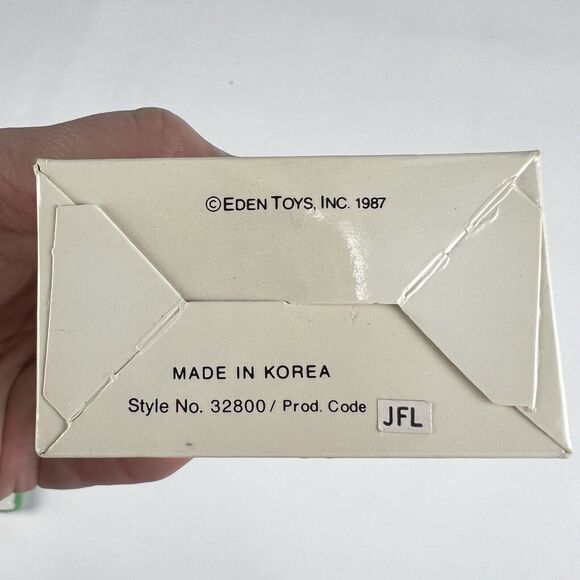 ©EDEN TOYS, INC. 1987
MADE IN KOREA
Style No. 32800 / Prod. Code JFL